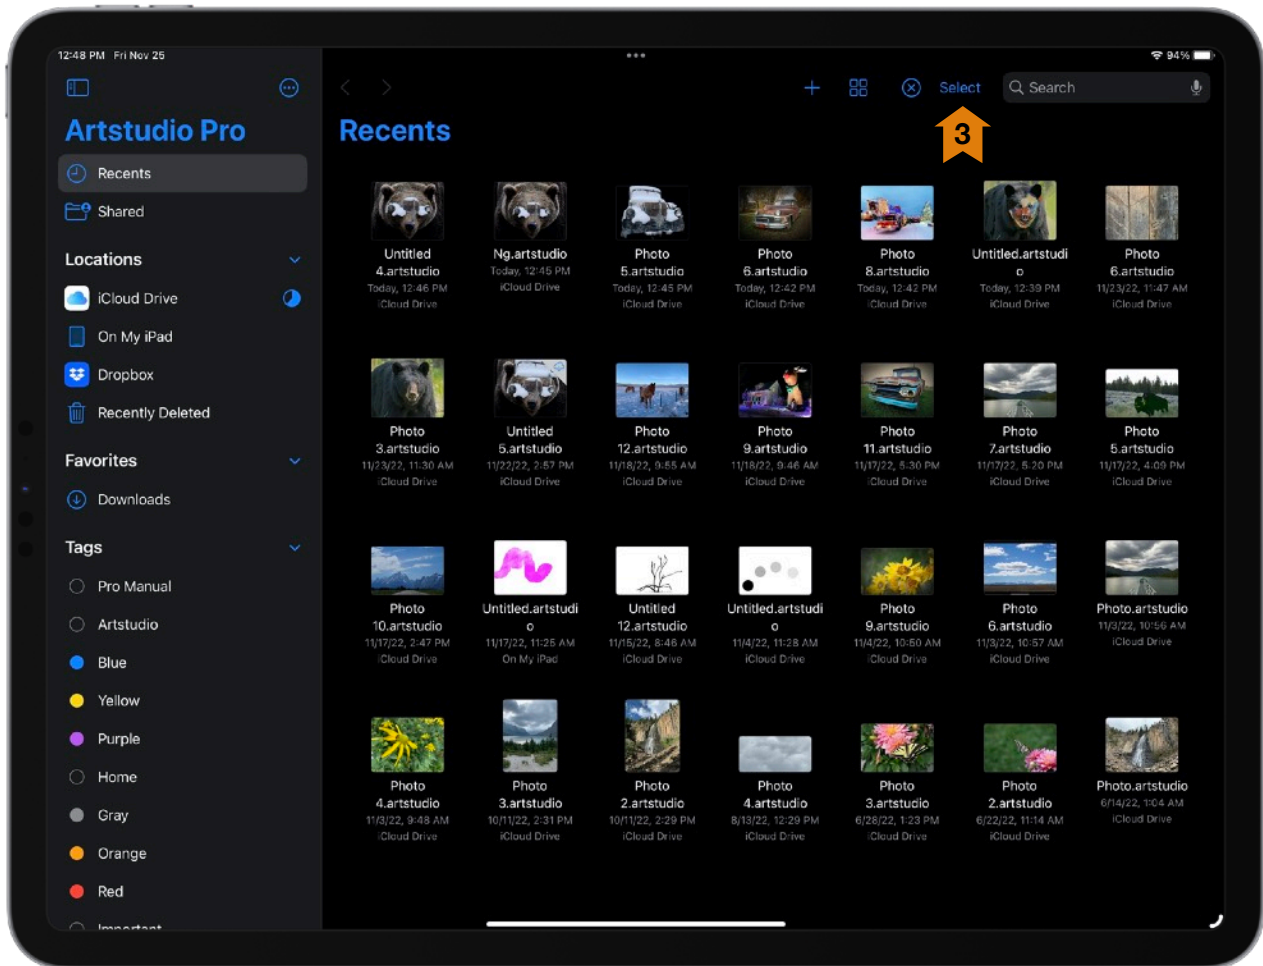 12:48 PM Fri Nov 25
94%
Select
Search
Artstudio Pro
Recents
3
Recents
Shared
Locations
iCloud Drive
On My iPad
Dropbox
Recently Deleted
Favorites
Downloads
Tags
Pro Manual
Artstudio
Blue
Yellow
Purple
Home
Gray
Orange
Red
Important
Untitled
4.artstudio
Today, 12:46 PM
iCloud Drive
Ng.artstudio
Today, 12:45 PM
iCloud Drive
Photo
5.artstudio
Today, 12:45 PM
iCloud Drive
Photo
6.artstudio
Today, 12:42 PM
iCloud Drive
Photo
8.artstudio
Today, 12:42 PM
iCloud Drive
Untitled.artstudi
o
Today, 12:39 PM
iCloud Drive
Photo
6.artstudio
11/23/22, 11:47 AM
iCloud Drive
Photo
3.artstudio
11/23/22, 11:30 AM
iCloud Drive
Untitled
5.artstudio
11/22/22, 2:57 PM
iCloud Drive
Photo
12.artstudio
11/18/22, 9:55 AM
iCloud Drive
Photo
9.artstudio
11/18/22, 9:46 AM
iCloud Drive
Photo
11.artstudio
11/17/22, 5:30 PM
iCloud Drive
Photo
7.artstudio
11/17/22, 5:20 PM
iCloud Drive
Photo
5.artstudio
11/17/22, 4:09 PM
iCloud Drive
Photo
10.artstudio
11/17/22, 2:47 PM
iCloud Drive
Untitled.artstudi
o
11/17/22, 11:25 AM
On My iPad
Untitled
12.artstudio
11/15/22, 8:46 AM
iCloud Drive
Untitled.artstudi
o
11/4/22, 11:28 AM
iCloud Drive
Photo
9.artstudio
11/4/22, 10:50 AM
iCloud Drive
Photo
6.artstudio
11/3/22, 10:57 AM
iCloud Drive
Photo.artstudio
11/3/22, 10:56 AM
iCloud Drive
Photo
4.artstudio
11/3/22, 9:48 AM
iCloud Drive
Photo
3.artstudio
10/11/22, 2:31 PM
iCloud Drive
Photo
2.artstudio
10/11/22, 2:29 PM
iCloud Drive
Photo
4.artstudio
8/13/22, 12:29 PM
iCloud Drive
Photo
3.artstudio
6/28/22, 1:23 PM
iCloud Drive
Photo
2.artstudio
6/22/22, 11:14 AM
iCloud Drive
Photo.artstudio
6/14/22, 1:04 AM
iCloud Drive